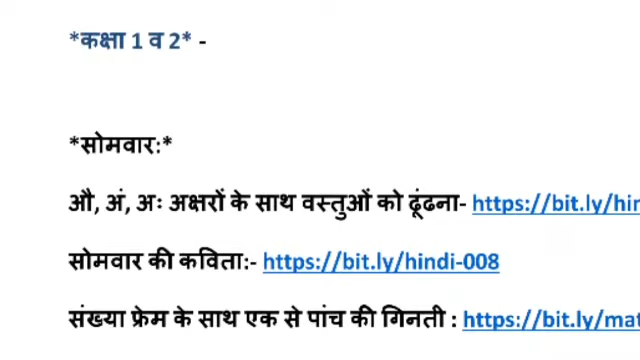 *कक्षा 1 व 2* -
*सोमवार:*
औ, अं, अः अक्षरों के साथ वस्तुओं को ढूंढना- https://bit.ly/hin
सोमवार की कविता:- https://bit.ly/hindi-008
संख्या फ्रेम के साथ एक से पांच की गिनती : https://bit.ly/mat